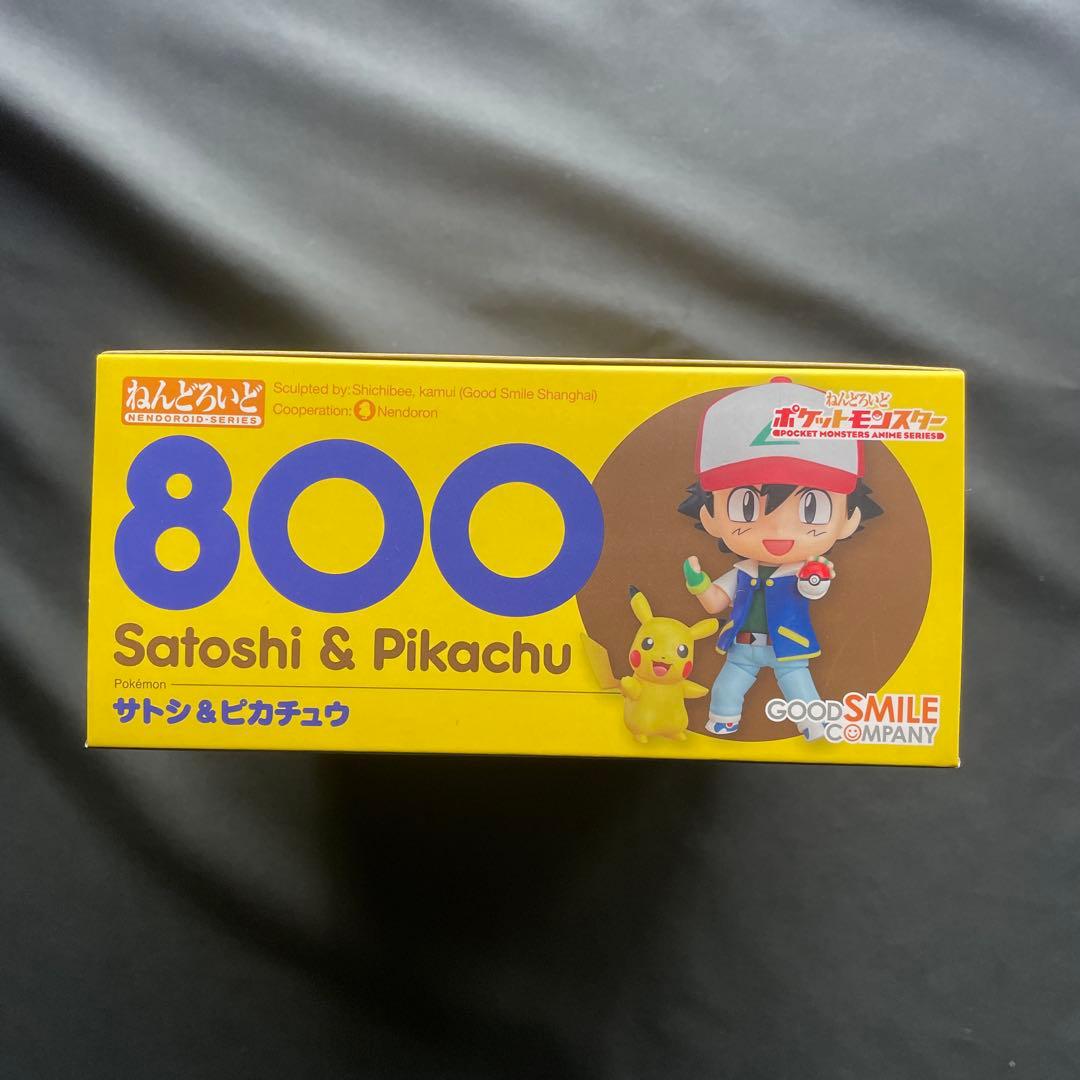 ねんどろいど
NENDOROID-SERIES
Sculpted by: Shichibee, kamui (Good Smile Shanghai)
Cooperation: Nendoron
800
Satoshi & Pikachu
Pokémon
サトシ&ピカチュウ
ねんどろいど
ポケットモンスター
POCKET MONSTERS ANIME SERIES
GOOD SMILE
COMPANY